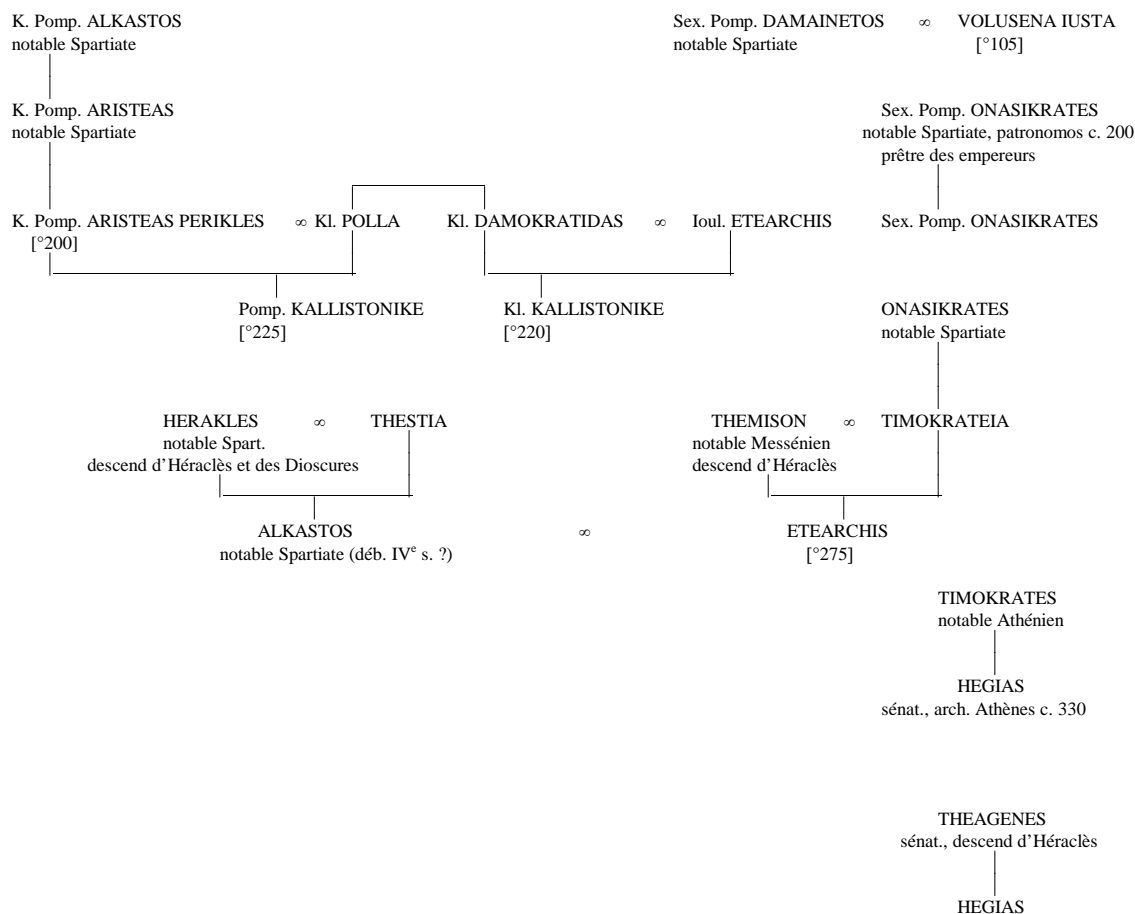 K. Pomp. ALKASTOS
notable Spartiate
Sex. Pomp. DAMAINETOS ∞ VOLUSENA IUSTA
notable Spartiate [°105]
K. Pomp. ARISTEAS
notable Spartiate
Sex. Pomp. ONASIKRATES
notable Spartiate, patronomos c. 200
prêtre des empereurs
K. Pomp. ARISTEAS PERIKLES ∞ Kl. POLLA Kl. DAMOKRATIDAS ∞ Ioul. ETEARCHIS Sex. Pomp. ONASIKRATES
[°200]
Pomp. KALLISTONIKE Kl. KALLISTONIKE ONASIKRATES
[°225] [°220] notable Spartiate
HERAKLES ∞ THESTIA THEMISON ∞ TIMOKRATEIA
notable Spart. notable Messénien
descend d'Héraclès et des Dioscures descend d'Héraclès
ALKASTOS ∞ ETEARCHIS
notable Spartiate (déb. IVe s. ?) [°275]
TIMOKRATES
notable Athénien
HEGIAS
sénat., arch. Athènes c. 330
THEAGENES
sénat., descend d'Héraclès
HEGIAS